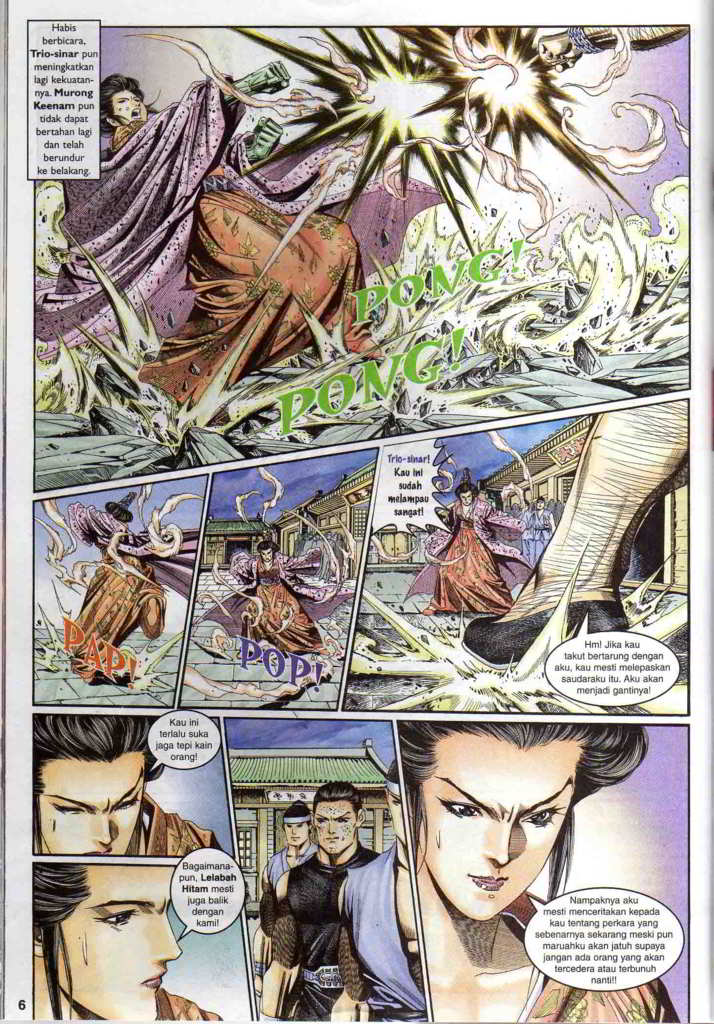 Habis
berbicara,
Trio-sinar pun
meningkatkan
lagi kekuatan-
nya. Murong
Keenam pun
tidak dapat
bertahan lagi
dan telah
berundur
ke belakang.
PONG!
PONG!
PAP!
POP!
Trio-sinar!
Kau ini
sudah
melampau
sangat!
Hm! Jika kau
takut bertarung dengan
aku, kau mesti melepaskan
saudaraku itu. Aku akan
menjadi gantinya!
Kau ini
terlalu suka
jaga tepi kain
orang!
Bagaimana-
pun, Lelabah
Hitam mesti
juga balik
dengan
kami!
Nampaknya aku
mesti menceritakan kepada
kau tentang perkara yang
sebenarnya sekarang meski pun
maruahku akan jatuh supaya
jangan ada orang yang akan
tercedera atau terbunuh
nanti!!
6